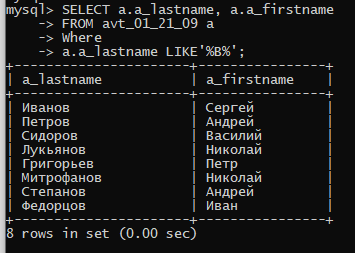 mysql> SELECT a.a_lastname, a.a_firstname
    -> FROM avt_01_21_09 a
    -> Where
    -> a.a_lastname LIKE'%В%';
+--------------------+---------------+
| a_lastname         | a_firstname   |
+--------------------+---------------+
| Иванов             | Сергей        |
| Петров             | Андрей        |
| Сидоров            | Василий       |
| Лукьянов           | Николай       |
| Григорьев          | Петр          |
| Митрофанов         | Николай       |
| Степанов           | Андрей        |
| Федорцов           | Иван          |
+--------------------+---------------+
8 rows in set (0.00 sec)